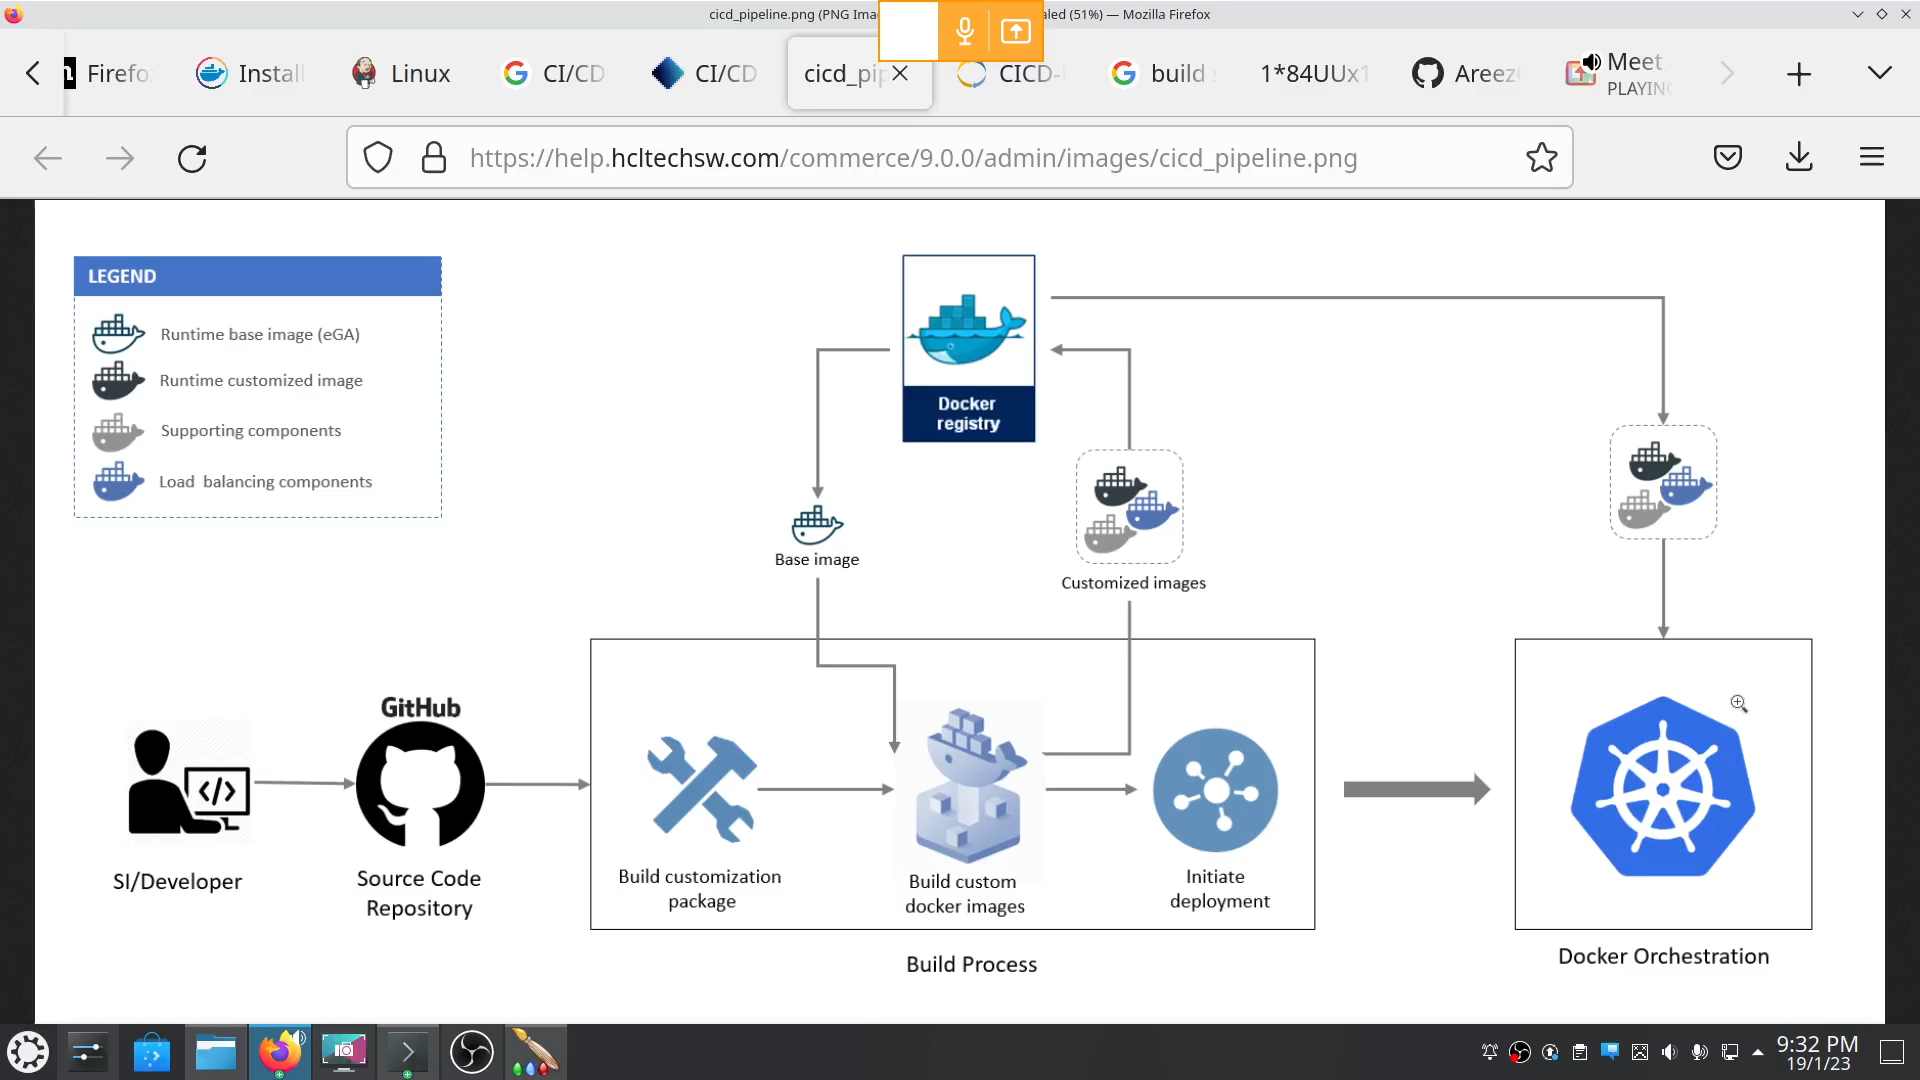 cicd_pipeline.png (PNG Ima
aled (51%) — Mozilla Firefox
Firefo
Install
Linux
CI/CD
CI/CD
cicd_pip
CICD-
build
1*84UUx1
Areez
Meet
PLAYING
https://help.hcltechsw.com/commerce/9.0.0/admin/images/cicd_pipeline.png
LEGEND
Runtime base image (eGA)
Runtime customized image
Supporting components
Load balancing components
Docker
registry
Base image
Customized images
GitHub
SI/Developer
Source Code
Repository
Build customization
package
Build custom
docker images
Initiate
deployment
Build Process
Docker Orchestration
9:32 PM
19/1/23